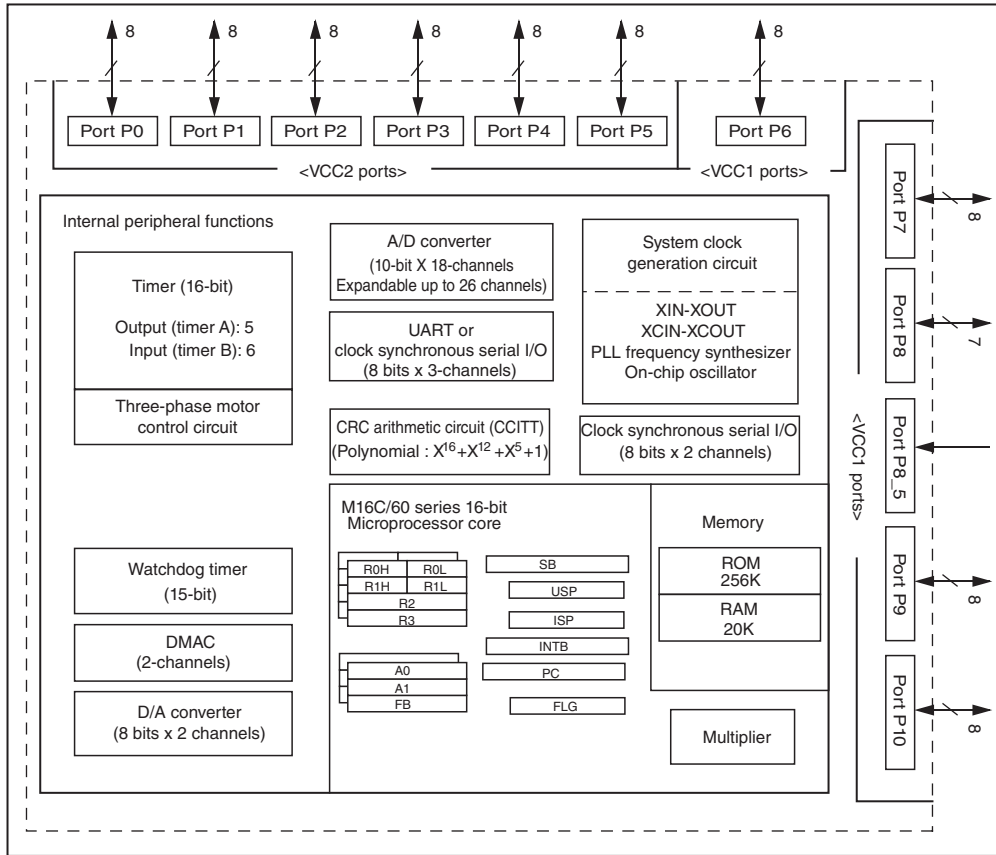 8 8 8 8 8 8 8
Port P0 Port P1 Port P2 Port P3 Port P4 Port P5 Port P6
<VCC2 ports> <VCC1 ports>
Internal peripheral functions
Timer (16-bit)
Output (timer A): 5
Input (timer B): 6
Three-phase motor
control circuit
Watchdog timer
(15-bit)
DMAC
(2-channels)
D/A converter
(8 bits x 2 channels)
A/D converter
(10-bit X 18-channels
Expandable up to 26 channels)
UART or
clock synchronous serial I/O
(8 bits x 3-channels)
CRC arithmetic circuit (CCITT)
(Polynomial : X16+X12+X5+1)
System clock
generation circuit
XIN-XOUT
XCIN-XCOUT
PLL frequency synthesizer
On-chip oscillator
Clock synchronous serial I/O
(8 bits x 2 channels)
M16C/60 series 16-bit
Microprocessor core
R0H R0L
R1H R1L
R2
R3
A0
A1
FB
SB
USP
ISP
INTB
PC
FLG
Memory
ROM
256K
RAM
20K
Multiplier
<VCC1 ports>
Port P7
8
Port P8
7
Port P8_5
Port P9
8
Port P10
8